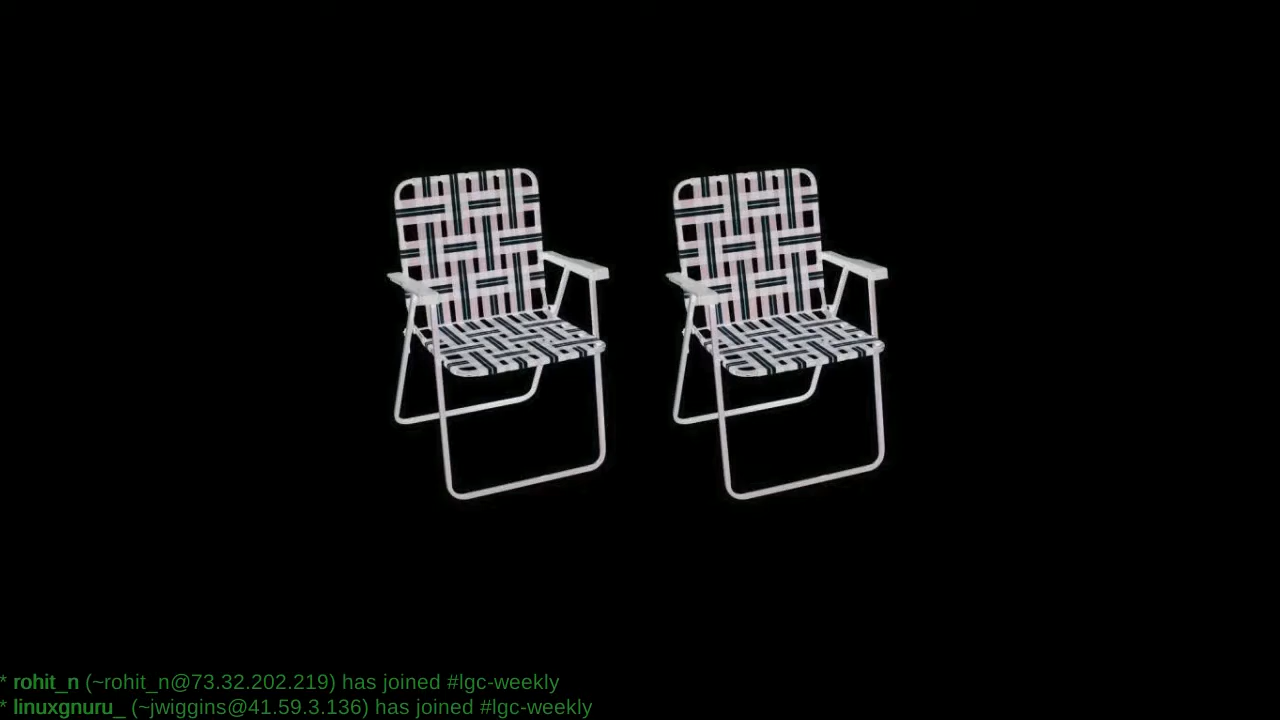 * rohit_n (~rohit_n@73.32.202.219) has joined #lgc-weekly
* linuxgnuru_ (~jwiggins@41.59.3.136) has joined #lgc-weekly